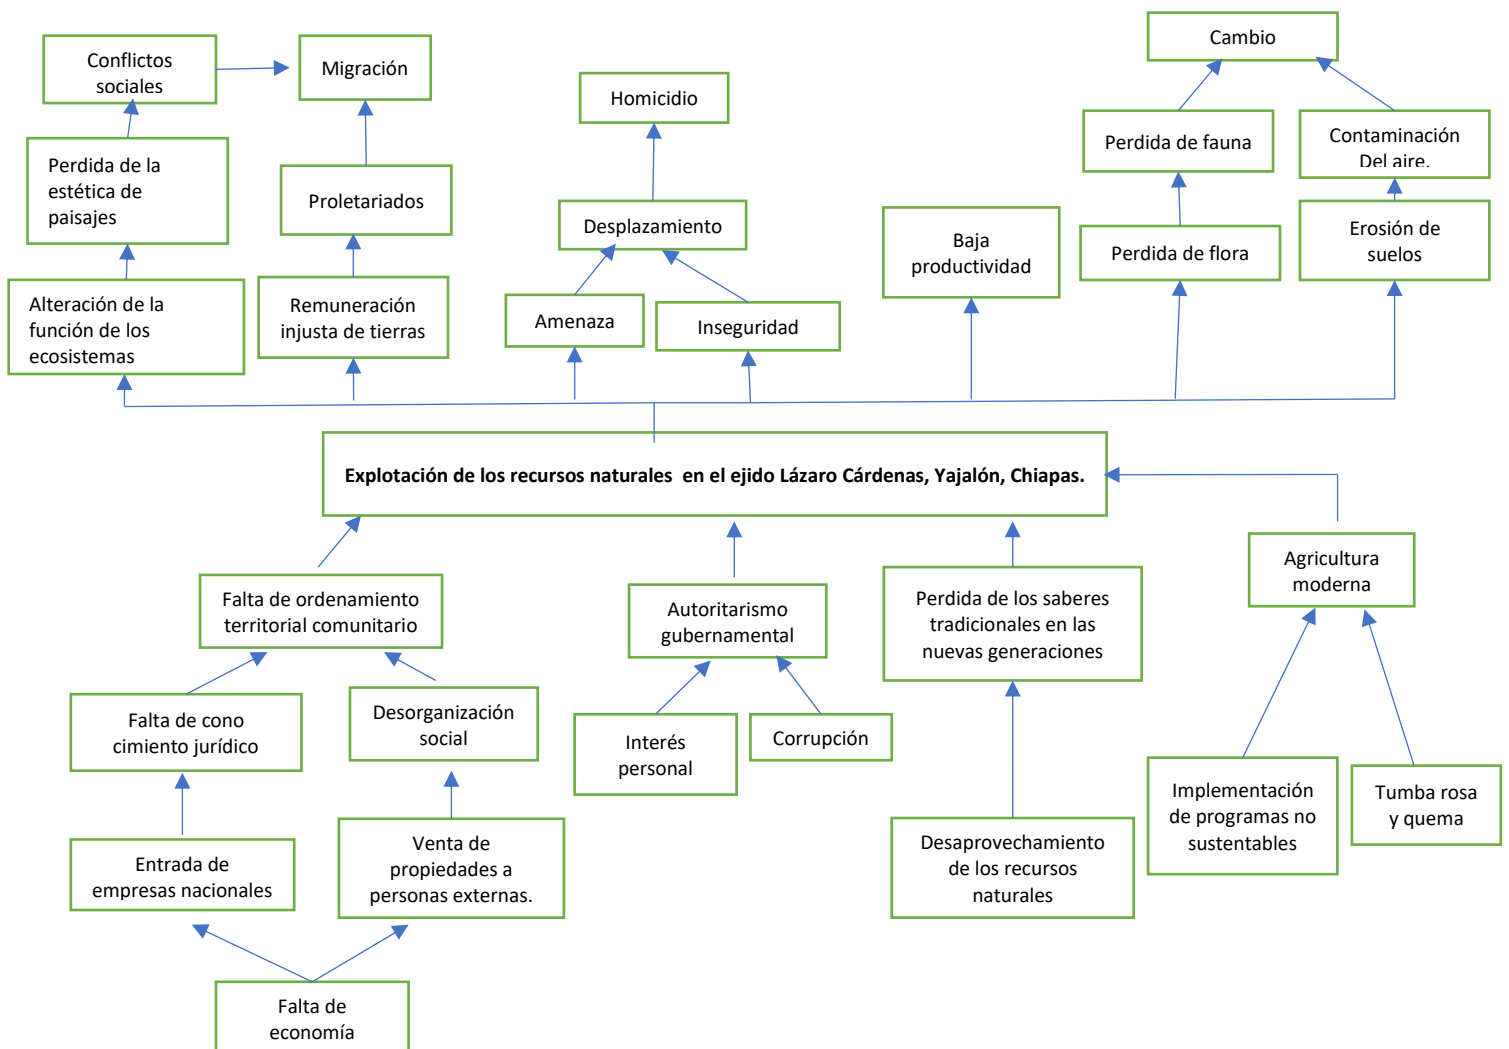 Conflictos
sociales
Migración
Homicidio
Cambio
Perdida de fauna
Contaminación
Del aire.
Perdida de la
estética de
paisajes
Proletariados
Desplazamiento
Baja
productividad
Perdida de flora
Erosión de
suelos
Alteración de la
función de los
ecosistemas
Remuneración
injusta de tierras
Amenaza
Inseguridad
Explotación de los recursos naturales  en el ejido Lázaro Cárdenas, Yajalón, Chiapas.
Falta de ordenamiento
territorial comunitario
Autoritarismo
gubernamental
Perdida de los saberes
tradicionales en las
nuevas generaciones
Agricultura
moderna
Falta de cono
cimiento jurídico
Desorganización
social
Interés
personal
Corrupción
Implementación
de programas no
sustentables
Tumba rosa
y quema
Entrada de
empresas nacionales
Venta de
propiedades a
personas externas.
Desaprovechamiento
de los recursos
naturales
Falta de
economía